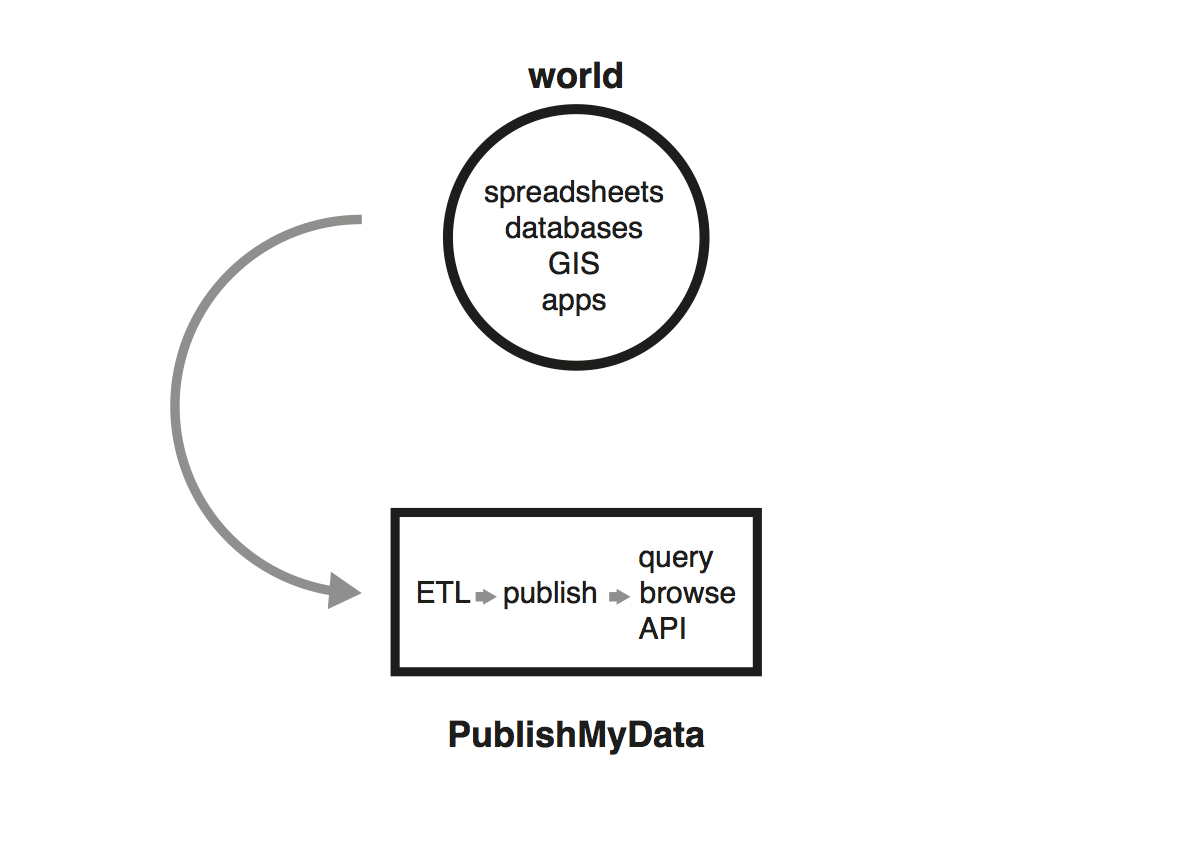 world
spreadsheets
databases
GIS
apps
query
ETL publish browse
API
PublishMyData